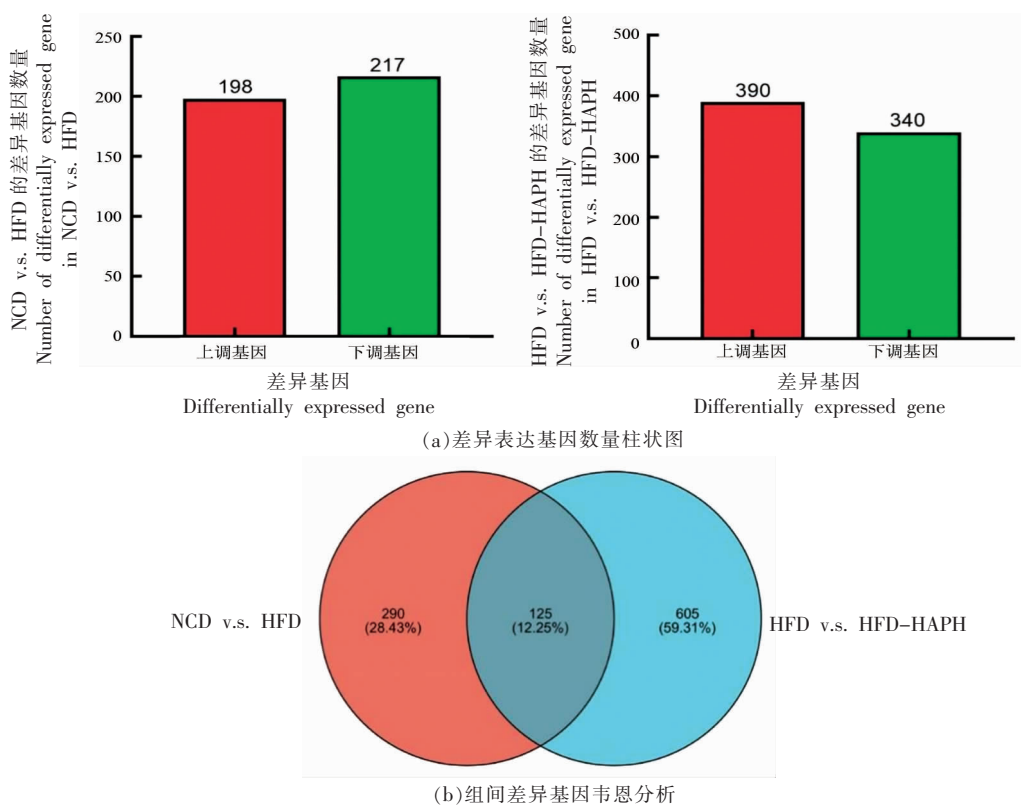 NCD v.s. HFD 的差异基因数量
Number of differentially expressed gene
in NCD v.s. HFD
250
200
150
100
50
0
198
217
上调基因
下调基因
差异基因
Differentially expressed gene
HFD v.s. HFD-HAPH 的差异基因数量
Number of differentially expressed gene
in HFD v.s. HFD-HAPH
500
400
300
200
100
0
390
340
上调基因
下调基因
差异基因
Differentially expressed gene
(a)差异表达基因数量柱状图
NCD v.s. HFD
290
(28.43%)
125
(12.25%)
605
(59.31%)
HFD v.s. HFD-HAPH
(b)组间差异基因韦恩分析